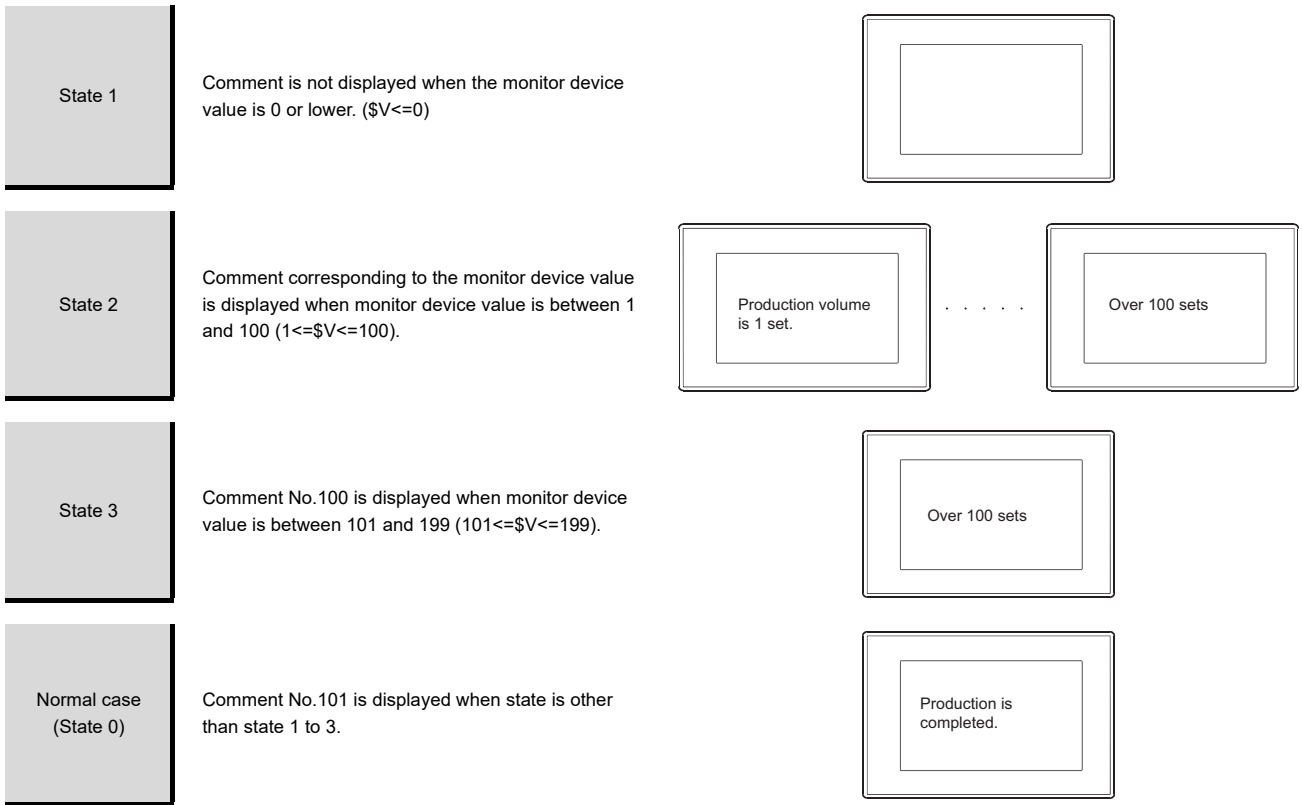 State 1
Comment is not displayed when the monitor device
value is 0 or lower. ($V<=0)
State 2
Comment corresponding to the monitor device value
is displayed when monitor device value is between 1
and 100 (1<=$V<=100).
Production volume
is 1 set.
. . . . .
Over 100 sets
State 3
Comment No.100 is displayed when monitor device
value is between 101 and 199 (101<=$V<=199).
Over 100 sets
Normal case
(State 0)
Comment No.101 is displayed when state is other
than state 1 to 3.
Production is
completed.